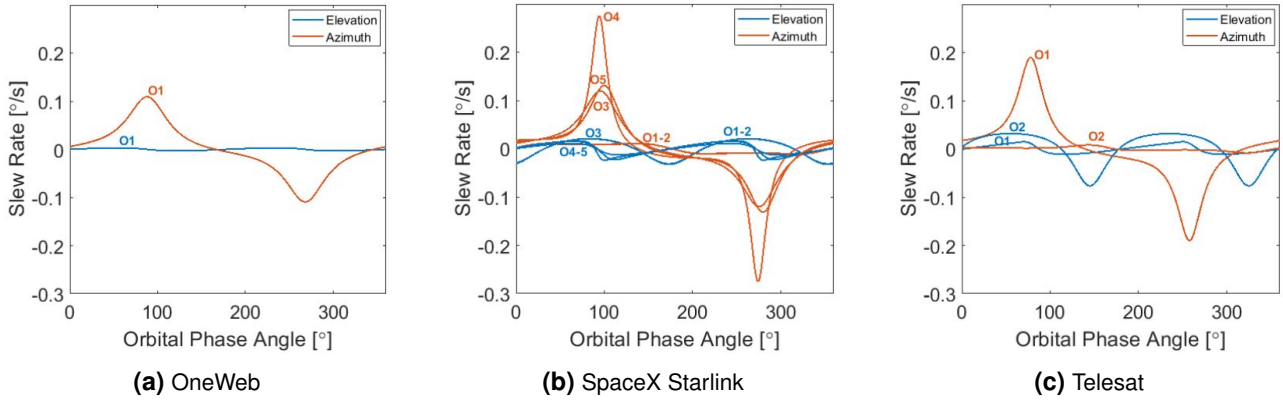 Elevation
Azimuth
0.2
0.1
0
-0.1
-0.2
-0.3
Slew Rate [°/s]
O1
O1
0
100
200
300
Orbital Phase Angle [°]
(a) OneWeb
Elevation
Azimuth
0.2
0.1
0
-0.1
-0.2
-0.3
Slew Rate [°/s]
O4
O5
O3
O3
O1-2
O1-2
O4-5
0
100
200
300
Orbital Phase Angle [°]
(b) SpaceX Starlink
Elevation
Azimuth
0.2
0.1
0
-0.1
-0.2
-0.3
Slew Rate [°/s]
O1
O2
O2
O1
0
100
200
300
Orbital Phase Angle [°]
(c) Telesat